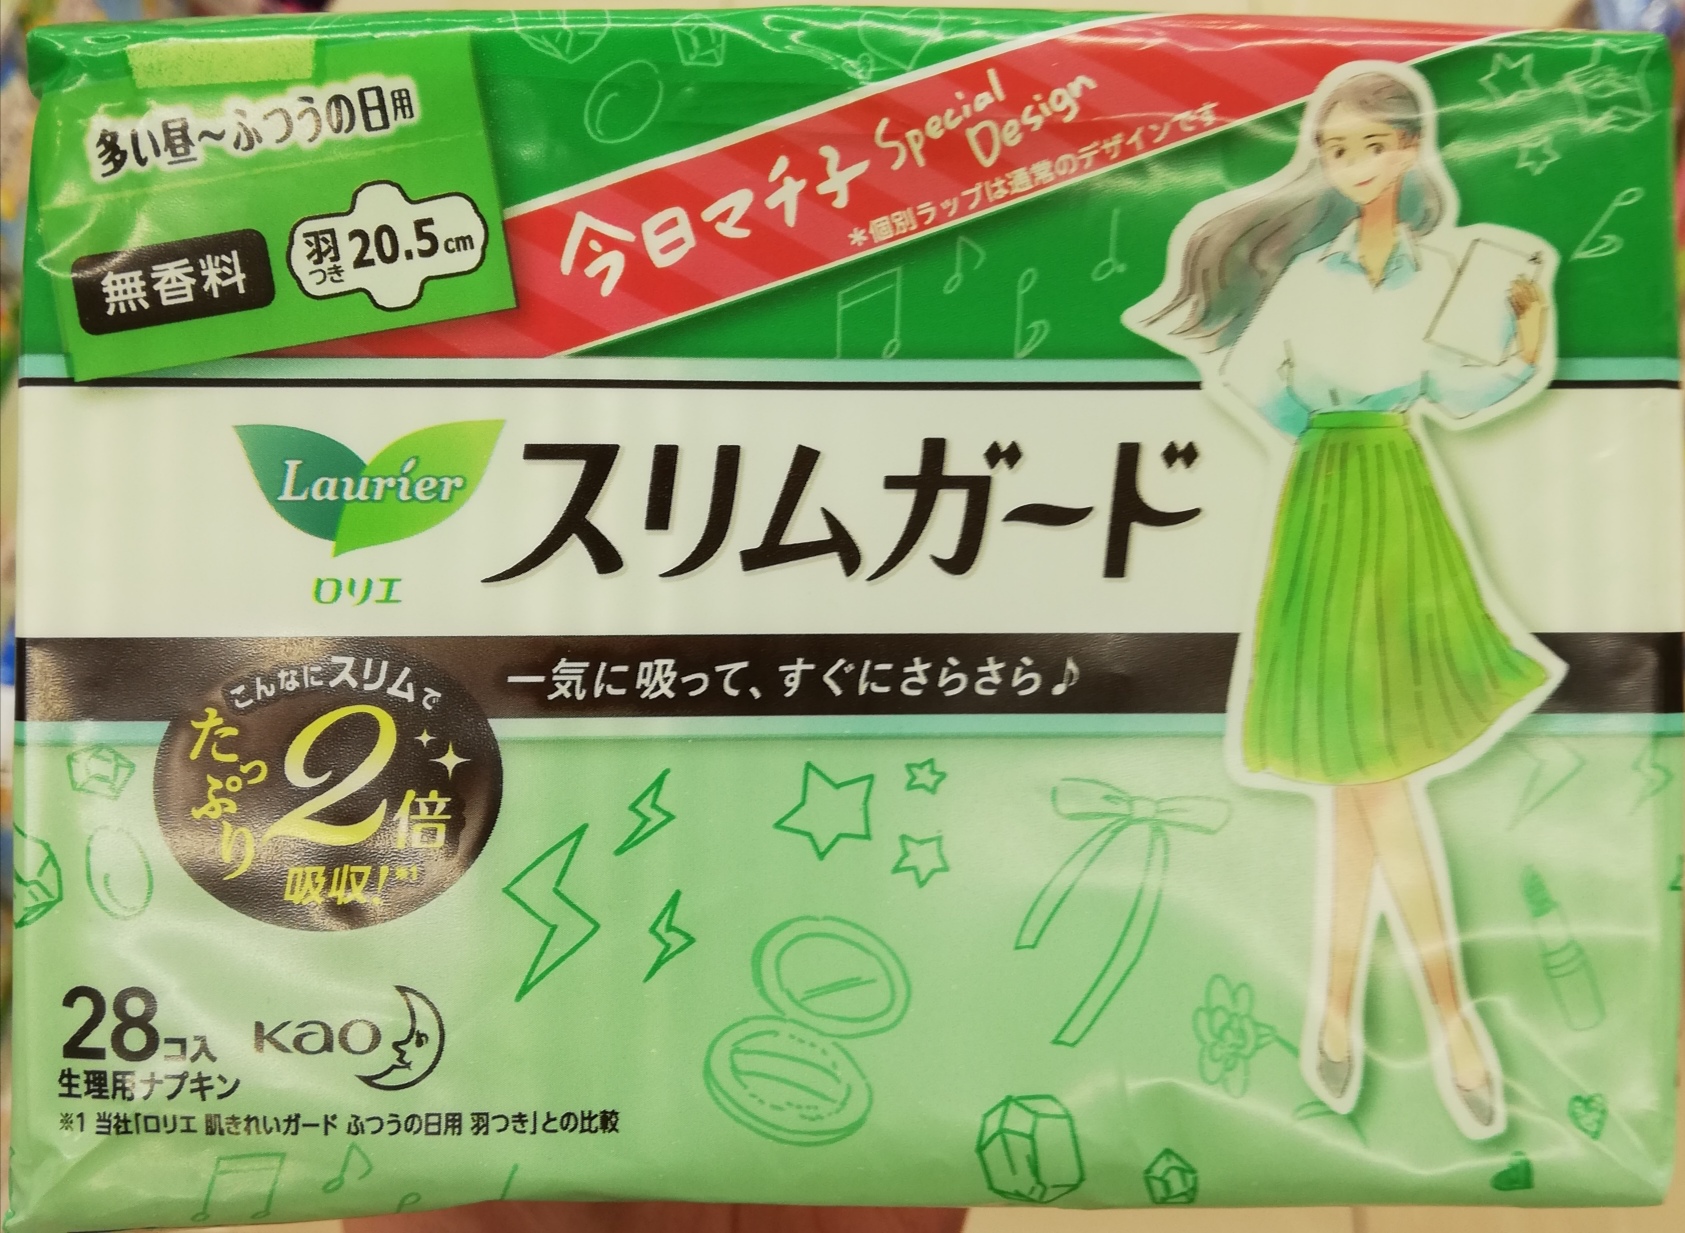 多い昼～ふつうの日用
無香料
羽つき 20.5cm
今日マチ子 Special Design
＊個別ラップは通常のデザインです
Laurier
ロリエ
スリムガード
一気に吸って、すぐにさらさら♪
こんなにスリムで
たっぷり
2倍
吸収!※1
28コ入
Kao
生理用ナプキン
※1 当社「ロリエ 肌きれいガード ふつうの日用 羽つき」との比較